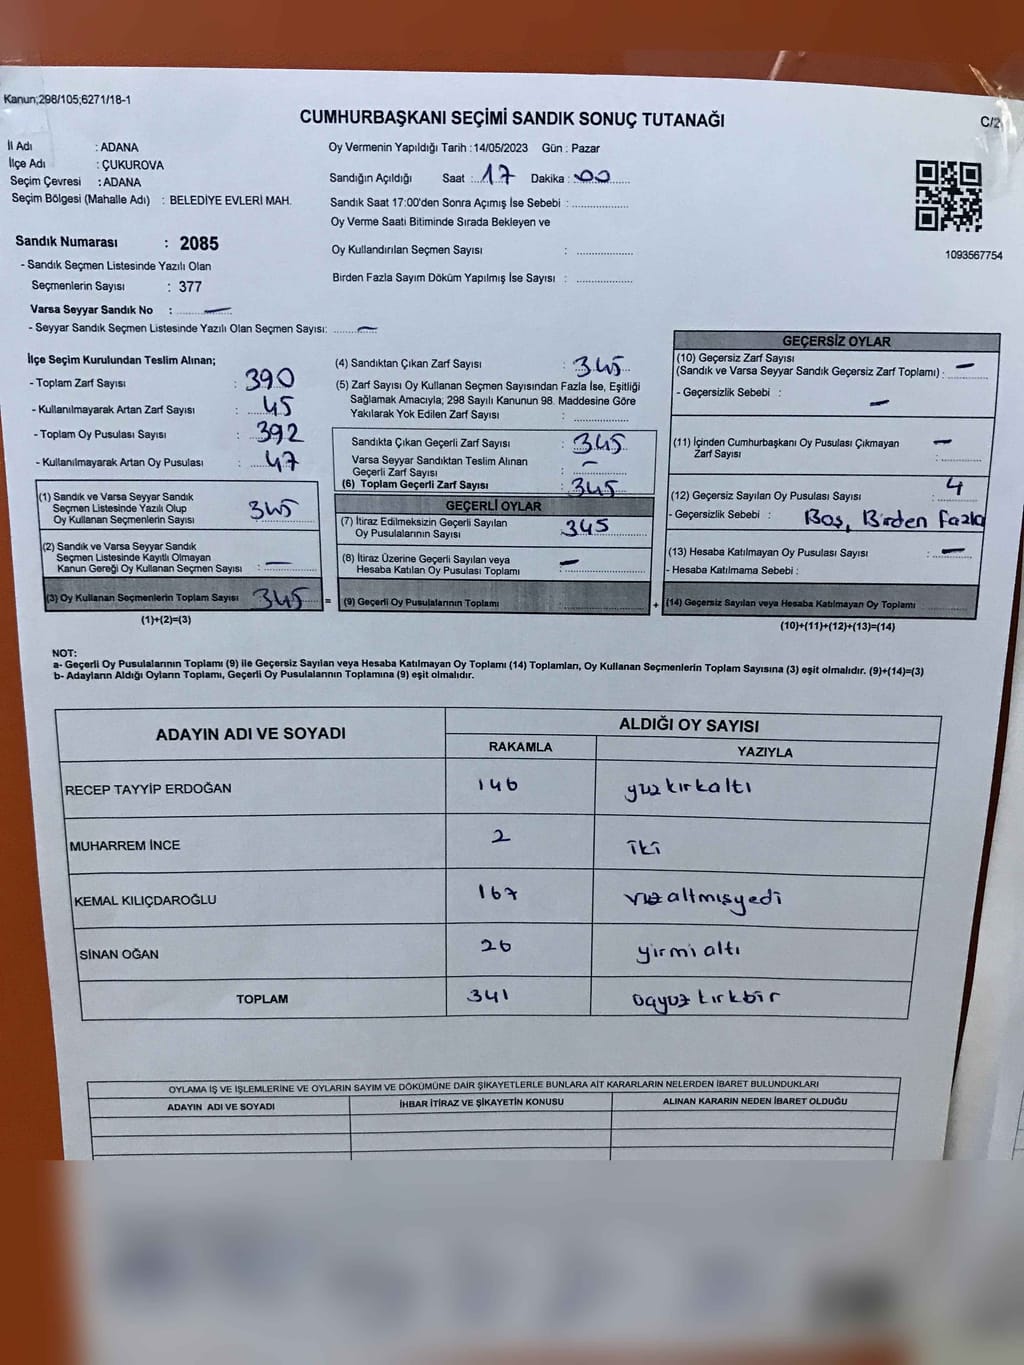 Kanun;298/105;6271/18-1
CUMHURBAŞKANI SEÇİMİ SANDIK SONUÇ TUTANAĞI
C/2
İl Adı : ADANA
İlçe Adı : ÇUKUROVA
Seçim Çevresi : ADANA
Seçim Bölgesi (Mahalle Adı) : BELEDİYE EVLERİ MAH.
Oy Vermenin Yapıldığı Tarih :14/05/2023 Gün : Pazar
Sandığın Açıldığı Saat : 17 Dakika : 00
Sandık Saat 17:00'den Sonra Açımış İse Sebebi :
Oy Verme Saati Bitiminde Sırada Bekleyen ve
Oy Kullandırılan Seçmen Sayısı :
Birden Fazla Sayım Döküm Yapılmış İse Sayısı :
1093567754
Sandık Numarası : 2085
- Sandık Seçmen Listesinde Yazılı Olan
Seçmenlerin Sayısı : 377
Varsa Seyyar Sandık No : —
- Seyyar Sandık Seçmen Listesinde Yazılı Olan Seçmen Sayısı: —
İlçe Seçim Kurulundan Teslim Alınan;
- Toplam Zarf Sayısı : 390
- Kullanılmayarak Artan Zarf Sayısı : 45
- Toplam Oy Pusulası Sayısı : 392
- Kullanılmayarak Artan Oy Pusulası : 47
(1) Sandık ve Varsa Seyyar Sandık
Seçmen Listesinde Yazılı Olup
Oy Kullanan Seçmenlerin Sayısı 345
(2) Sandık ve Varsa Seyyar Sandık
Seçmen Listesinde Kayıtlı Olmayan
Kanun Gereği Oy Kullanan Seçmen Sayısı : —
(3) Oy Kullanan Seçmenlerin Toplam Sayısı 345 =
(1)+(2)=(3)
(4) Sandıktan Çıkan Zarf Sayısı : 345
(5) Zarf Sayısı Oy Kullanan Seçmen Sayısından Fazla İse, Eşitliği
Sağlamak Amacıyla; 298 Sayılı Kanunun 98. Maddesine Göre
Yakılarak Yok Edilen Zarf Sayısı :
Sandıkta Çıkan Geçerli Zarf Sayısı : 345
Varsa Seyyar Sandıktan Teslim Alınan
Geçerli Zarf Sayısı : —
(6) Toplam Geçerli Zarf Sayısı : 345
GEÇERLİ OYLAR
(7) İtiraz Edilmeksizin Geçerli Sayılan
Oy Pusulasının Sayısı 345
(8) İtiraz Üzerine Geçerli Sayılan veya
Hesaba Katılan Oy Pusulası Toplamı : —
(9) Geçerli Oy Pusulalarının Toplamı +
GEÇERSİZ OYLAR
(10) Geçersiz Zarf Sayısı
(Sandık ve Varsa Seyyar Sandık Geçersiz Zarf Toplamı) : —
- Geçersizlik Sebebi : —
(11) İçinden Cumhurbaşkanı Oy Pusulası Çıkmayan
Zarf Sayısı : —
(12) Geçersiz Sayılan Oy Pusulası Sayısı : 4
- Geçersizlik Sebebi : Boş, Birden Fazla
(13) Hesaba Katılmayan Oy Pusulası Sayısı : —
- Hesaba Katılmama Sebebi :
(14) Geçersiz Sayılan veya Hesaba Katılmayan Oy Toplamı
(10)+(11)+(12)+(13)=(14)
NOT:
a- Geçerli Oy Pusulalarının Toplamı (9) ile Geçersiz Sayılan veya Hesaba Katılmayan Oy Toplamı (14) Toplamları, Oy Kullanan Seçmenlerin Toplam Sayısına (3) eşit olmalıdır. (9)+(14)=(3)
b- Adayların Aldığı Oyların Toplamı, Geçerli Oy Pusulalarının Toplamına (9) eşit olmalıdır.
ADAYIN ADI VE SOYADI
ALDIĞI OY SAYISI
RAKAMLA YAZIYLA
RECEP TAYYİP ERDOĞAN 146 yüzkırkaltı
MUHARREM İNCE 2 iki
KEMAL KILIÇDAROĞLU 167 yüzaltmışyedi
SİNAN OĞAN 26 yirmialtı
TOPLAM 341 üçyüzkırkbir
OYLAMA İŞ VE İŞLEMLERİNE VE OYLARIN SAYIM VE DÖKÜMÜNE DAİR ŞİKAYETLERLE BUNLARA AİT KARARLARIN NELERDEN İBARET BULUNDUKLARI
ADAYIN ADI VE SOYADI İHBAR İTİRAZ VE ŞİKAYETİN KONUSU ALINAN KARARIN NEDEN İBARET OLDUĞU